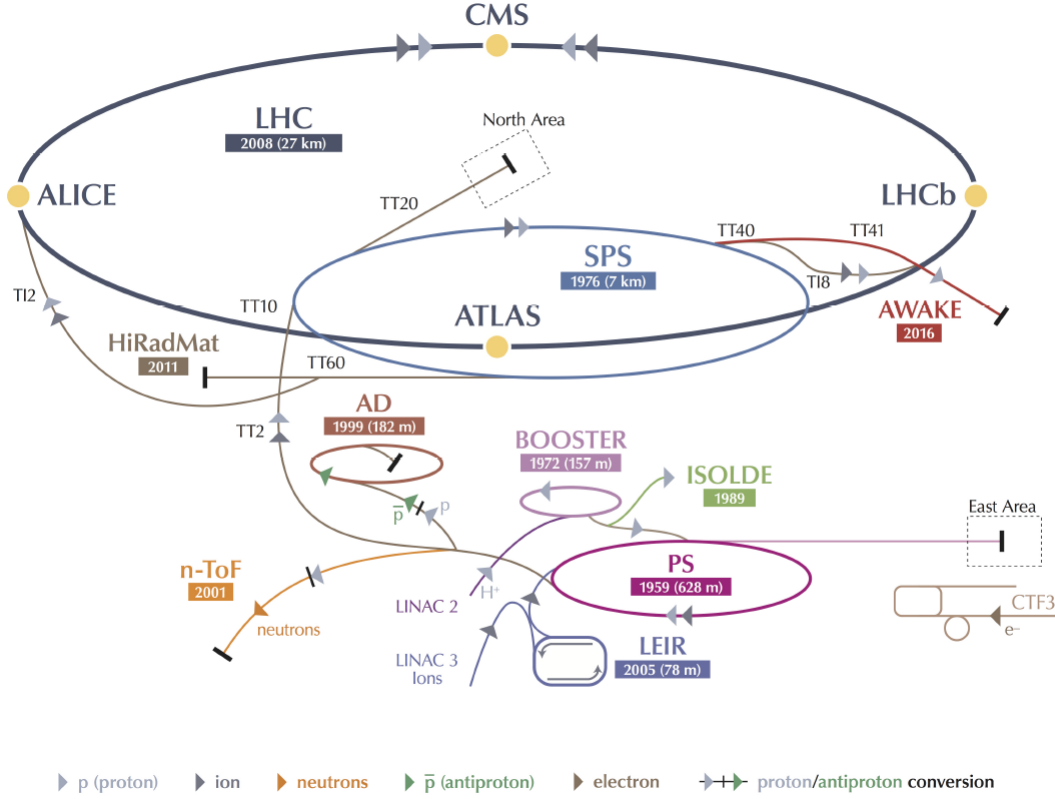 CMS
LHC
2008 (27 km)
North Area
ALICE
LHCb
TT20
TT40
TT41
SPS
1976 (7 km)
TI2
TI8
TT10
ATLAS
AWAKE
2016
HiRadMat
2011
TT60
AD
1999 (182 m)
TT2
BOOSTER
1972 (157 m)
ISOLDE
1989
p̅
p
East Area
n-ToF
2001
PS
1959 (628 m)
H⁺
LINAC 2
neutrons
CTF3
e⁻
LINAC 3
Ions
LEIR
2005 (78 m)
p (proton)
ion
neutrons
p̅ (antiproton)
electron
proton/antiproton conversion